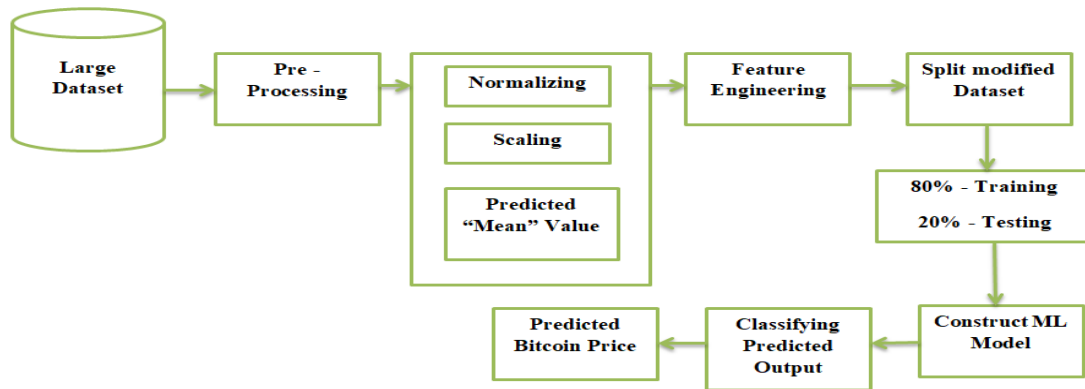 Large
Dataset
Pre -
Processing
Normalizing
Scaling
Predicted
“Mean” Value
Feature
Engineering
Split modified
Dataset
80% - Training
20% - Testing
Construct ML
Model
Classifying
Predicted
Output
Predicted
Bitcoin Price